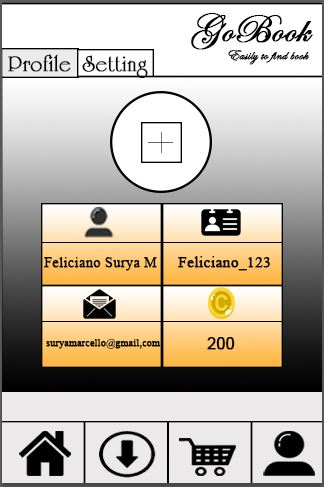 GoBook
Easily to find book
Profile Setting
Feliciano Surya M Feliciano_123
suryamarcello@gmail,com 200